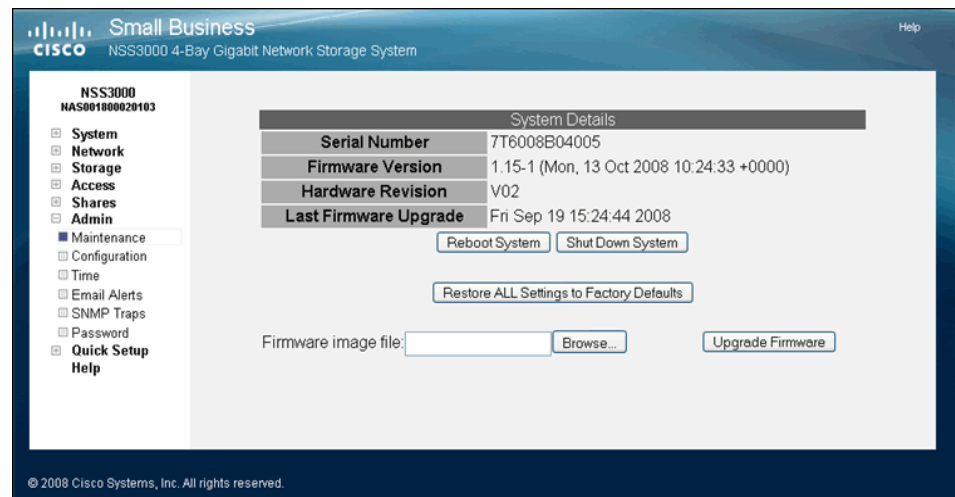 Small Business
Help
CISCO NSS3000 4-Bay Gigabit Network Storage System
NSS3000
NAS001800020103
System
Network
Storage
Access
Shares
Admin
Maintenance
Configuration
Time
Email Alerts
SNMP Traps
Password
Quick Setup
Help
System Details
Serial Number 7T6008B04005
Firmware Version 1.15-1 (Mon, 13 Oct 2008 10:24:33 +0000)
Hardware Revision V02
Last Firmware Upgrade Fri Sep 19 15:24:44 2008
Reboot System Shut Down System
Restore ALL Settings to Factory Defaults
Firmware image file: Browse... Upgrade Firmware
© 2008 Cisco Systems, Inc. All rights reserved.